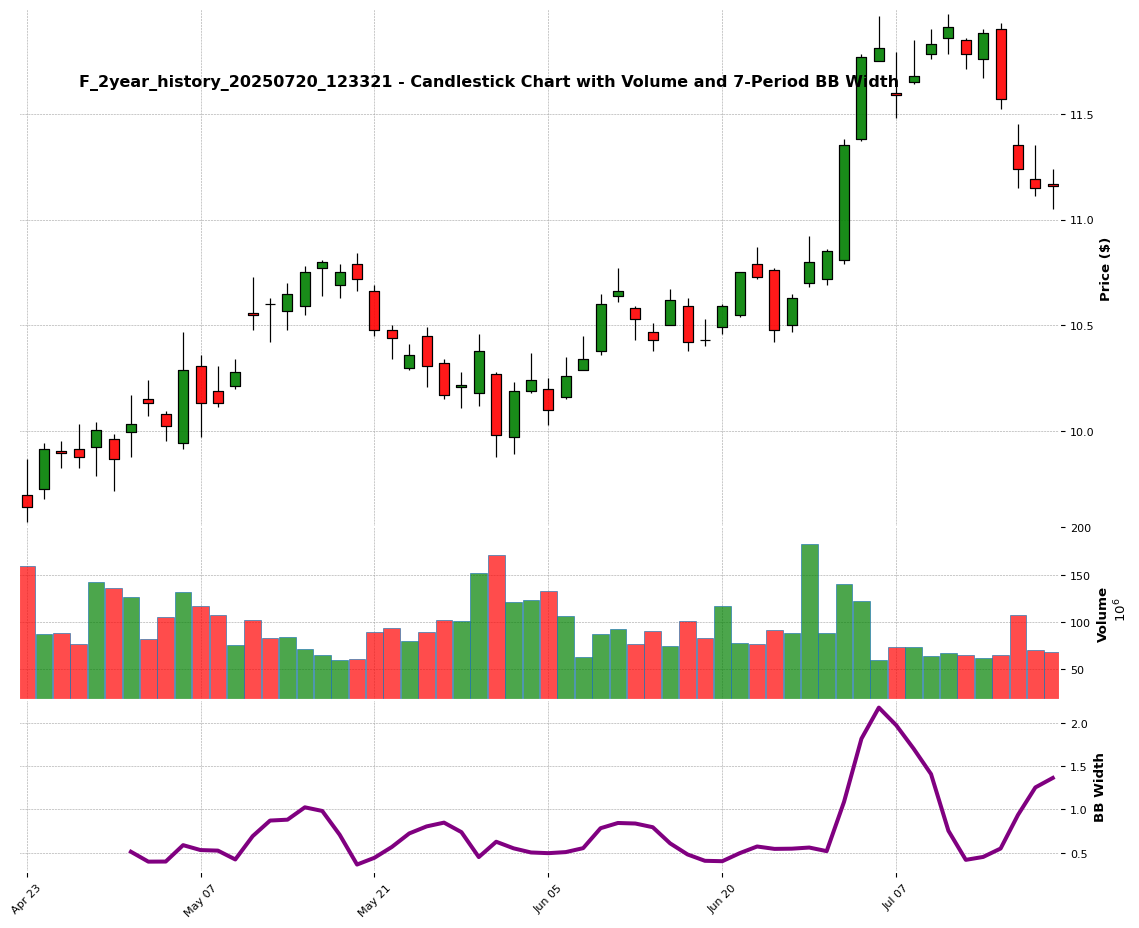 F_2year_history_20250720_123321 - Candlestick Chart with Volume and 7-Period BB Width
11.5
11.0
10.5
10.0
Price ($)
200
150
100
50
Volume
10^6
2.0
1.5
1.0
0.5
BB Width
Apr 23
May 07
May 21
Jun 05
Jun 20
Jul 07